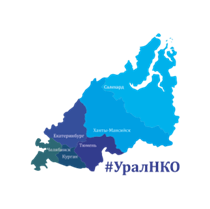 Салехард
Ханты-Мансийск
Екатеринбург
Тюмень
Челябинск
Курган
#УралНКО